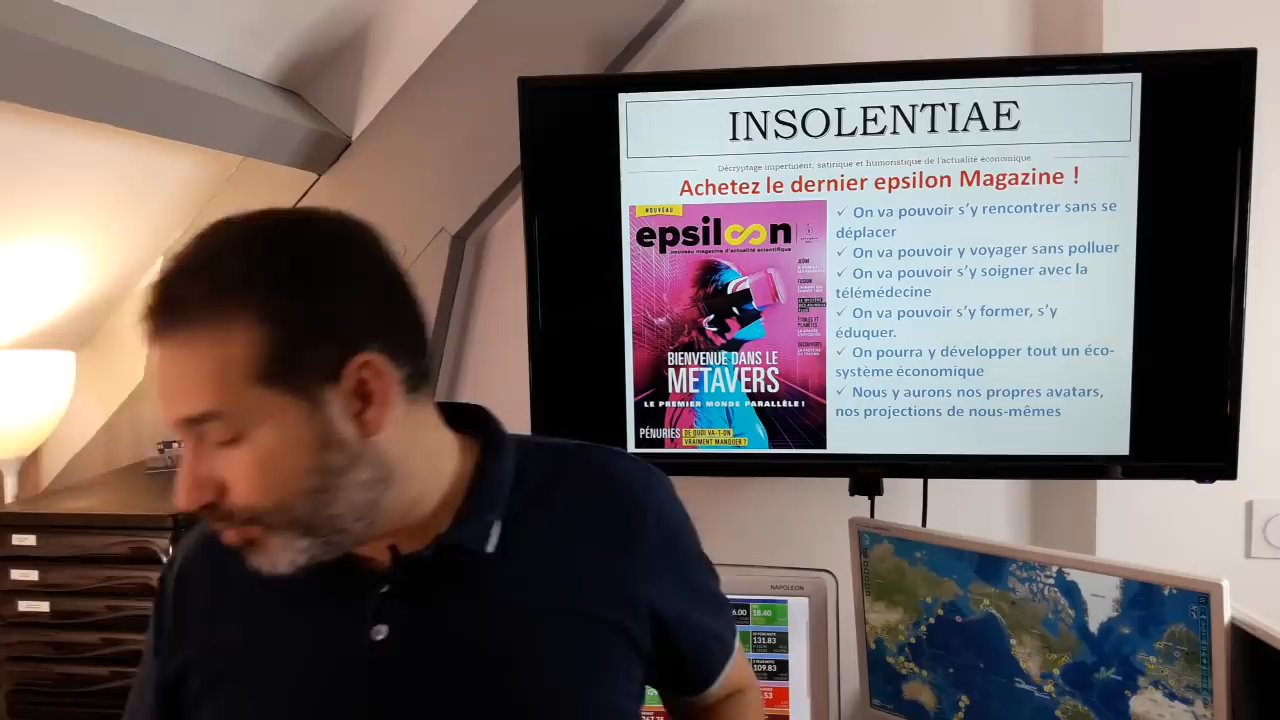 INSOLENTIAE
Décryptage impertinent, satirique et humoristique de l'actualité économique
Achetez le dernier epsilon Magazine !
NOUVEAU
epsiloon
nouveau magazine d'actualité scientifique
BIENVENUE DANS LE
METAVERS
LE PREMIER MONDE PARALLÈLE !
PÉNURIES
DE QUOI VA-T-ON
VRAIMENT MANQUER ?
✓ On va pouvoir s'y rencontrer sans se
déplacer
✓ On va pouvoir y voyager sans polluer
✓ On va pouvoir s'y soigner avec la
télémédecine
✓ On va pouvoir s'y former, s'y
éduquer.
✓ On pourra y développer tout un éco-
système économique
✓ Nous y aurons nos propres avatars,
nos projections de nous-mêmes
NAPOLEON
6.00 18.40
131.83
109.83
.53